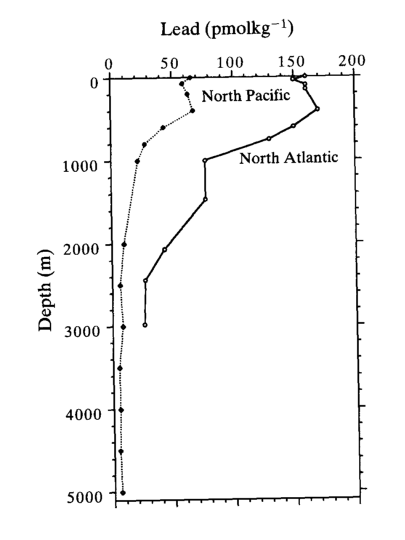 Lead (pmolkg⁻¹)
0 50 100 150 200
0
North Pacific
North Atlantic
1000
2000
Depth (m)
3000
4000
5000